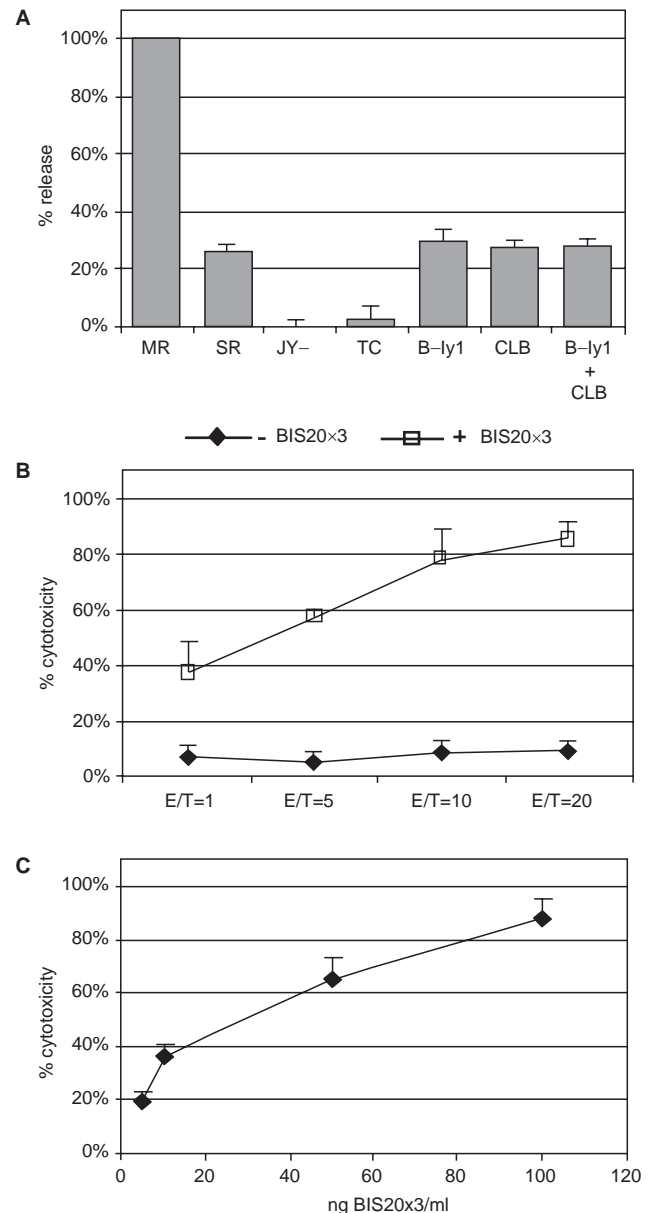 A
100%
80%
60%
40%
20%
0%
% release
MR SR JY– TC B–ly1 CLB B–ly1
+
CLB
- BIS20×3 + BIS20×3
B
100%
80%
60%
40%
20%
0%
% cytotoxicity
E/T=1 E/T=5 E/T=10 E/T=20
C
100%
80%
60%
40%
20%
0%
% cytotoxicity
0 20 40 60 80 100 120
ng BIS20x3/ml